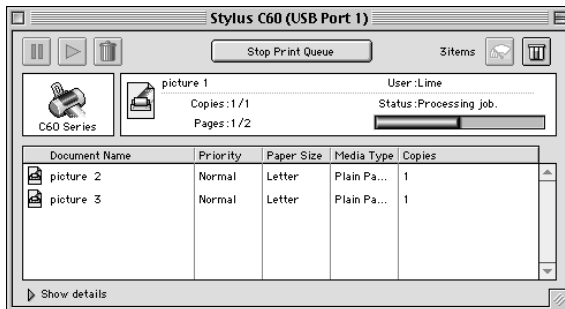 Stylus C60 (USB Port 1)
Stop Print Queue
3items
picture 1
User:Lime
Copies:1/1
Status:Processing job.
Pages:1/2
C60 Series
Document Name Priority Paper Size Media Type Copies
picture 2 Normal Letter Plain Pa... 1
picture 3 Normal Letter Plain Pa... 1
Show details